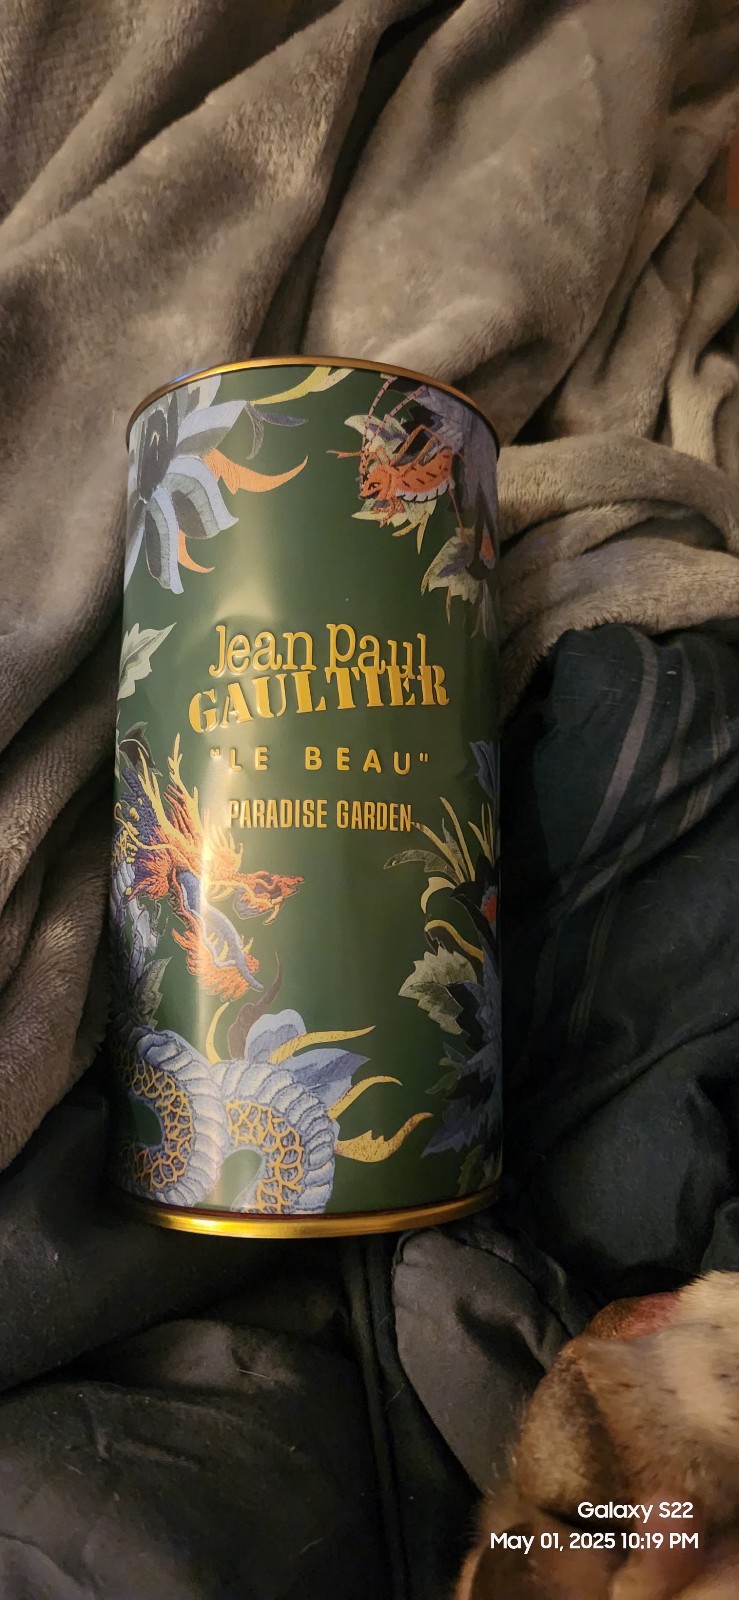 Jean Paul
GAULTIER
"LE BEAU"
PARADISE GARDEN
Galaxy S22
May 01, 2025 10:19 PM